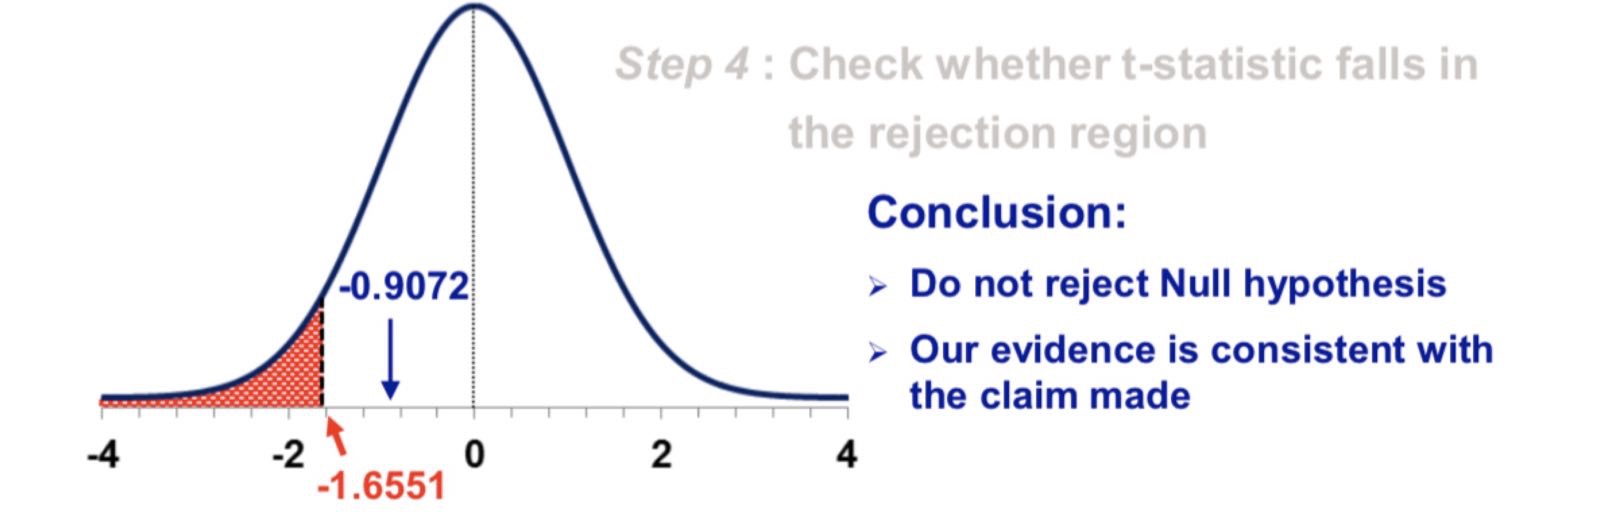 Step 4 : Check whether t-statistic falls in
the rejection region
Conclusion:
➢ Do not reject Null hypothesis
➢ Our evidence is consistent with
the claim made
-0.9072
-4 -2 0 2 4
-1.6551